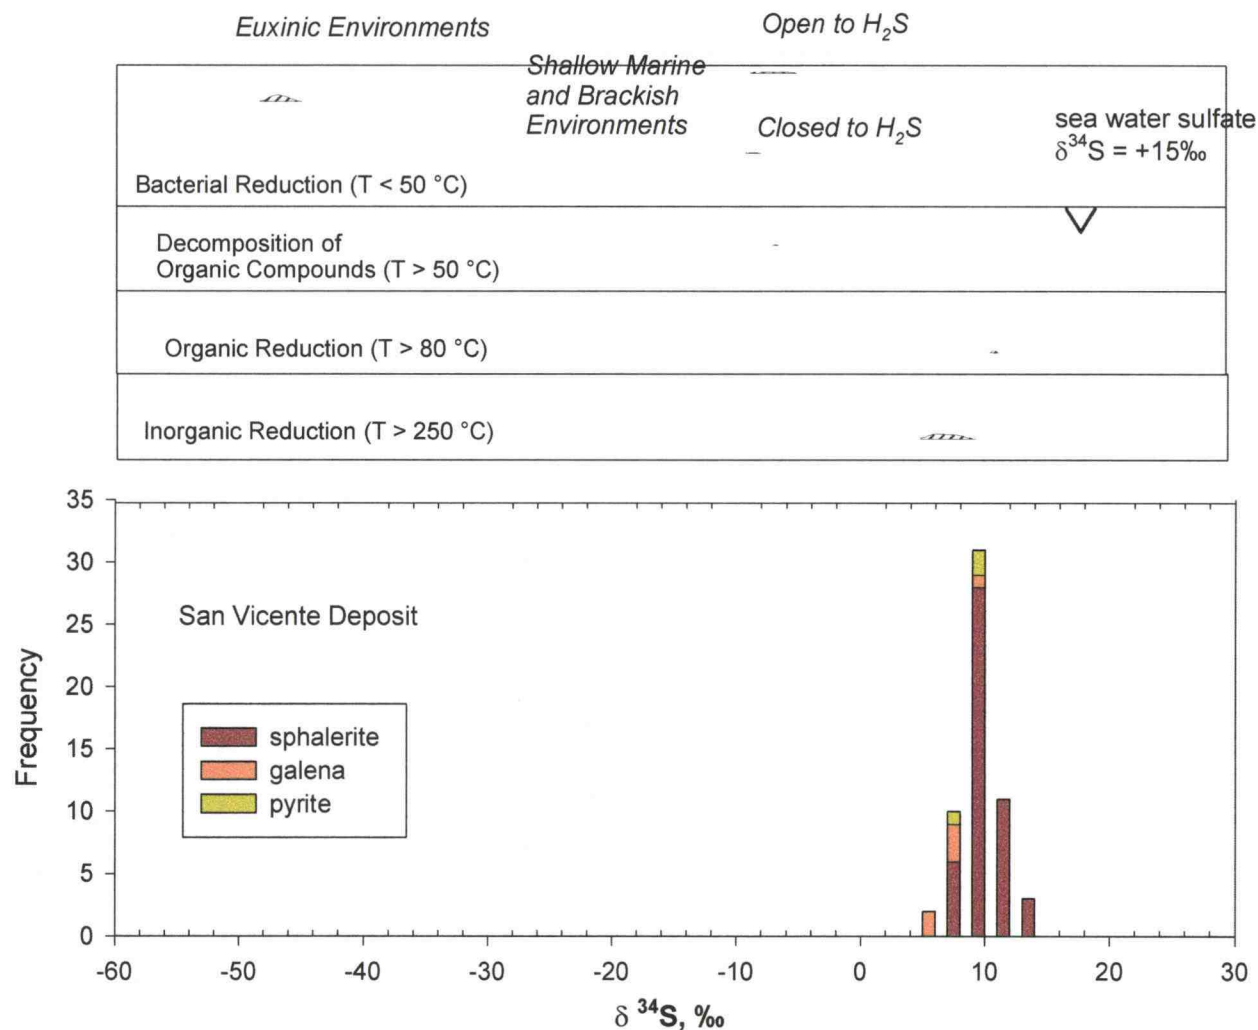 Euxinic Environments
Open to H₂S
Shallow Marine
and Brackish
Environments
Closed to H₂S
sea water sulfate
δ³⁴S = +15‰
Bacterial Reduction (T < 50 °C)
Decomposition of
Organic Compounds (T > 50 °C)
Organic Reduction (T > 80 °C)
Inorganic Reduction (T > 250 °C)
35
30
25
20
15
10
5
0
Frequency
San Vicente Deposit
sphalerite
galena
pyrite
-60 -50 -40 -30 -20 -10 0 10 20 30
δ ³⁴S, ‰